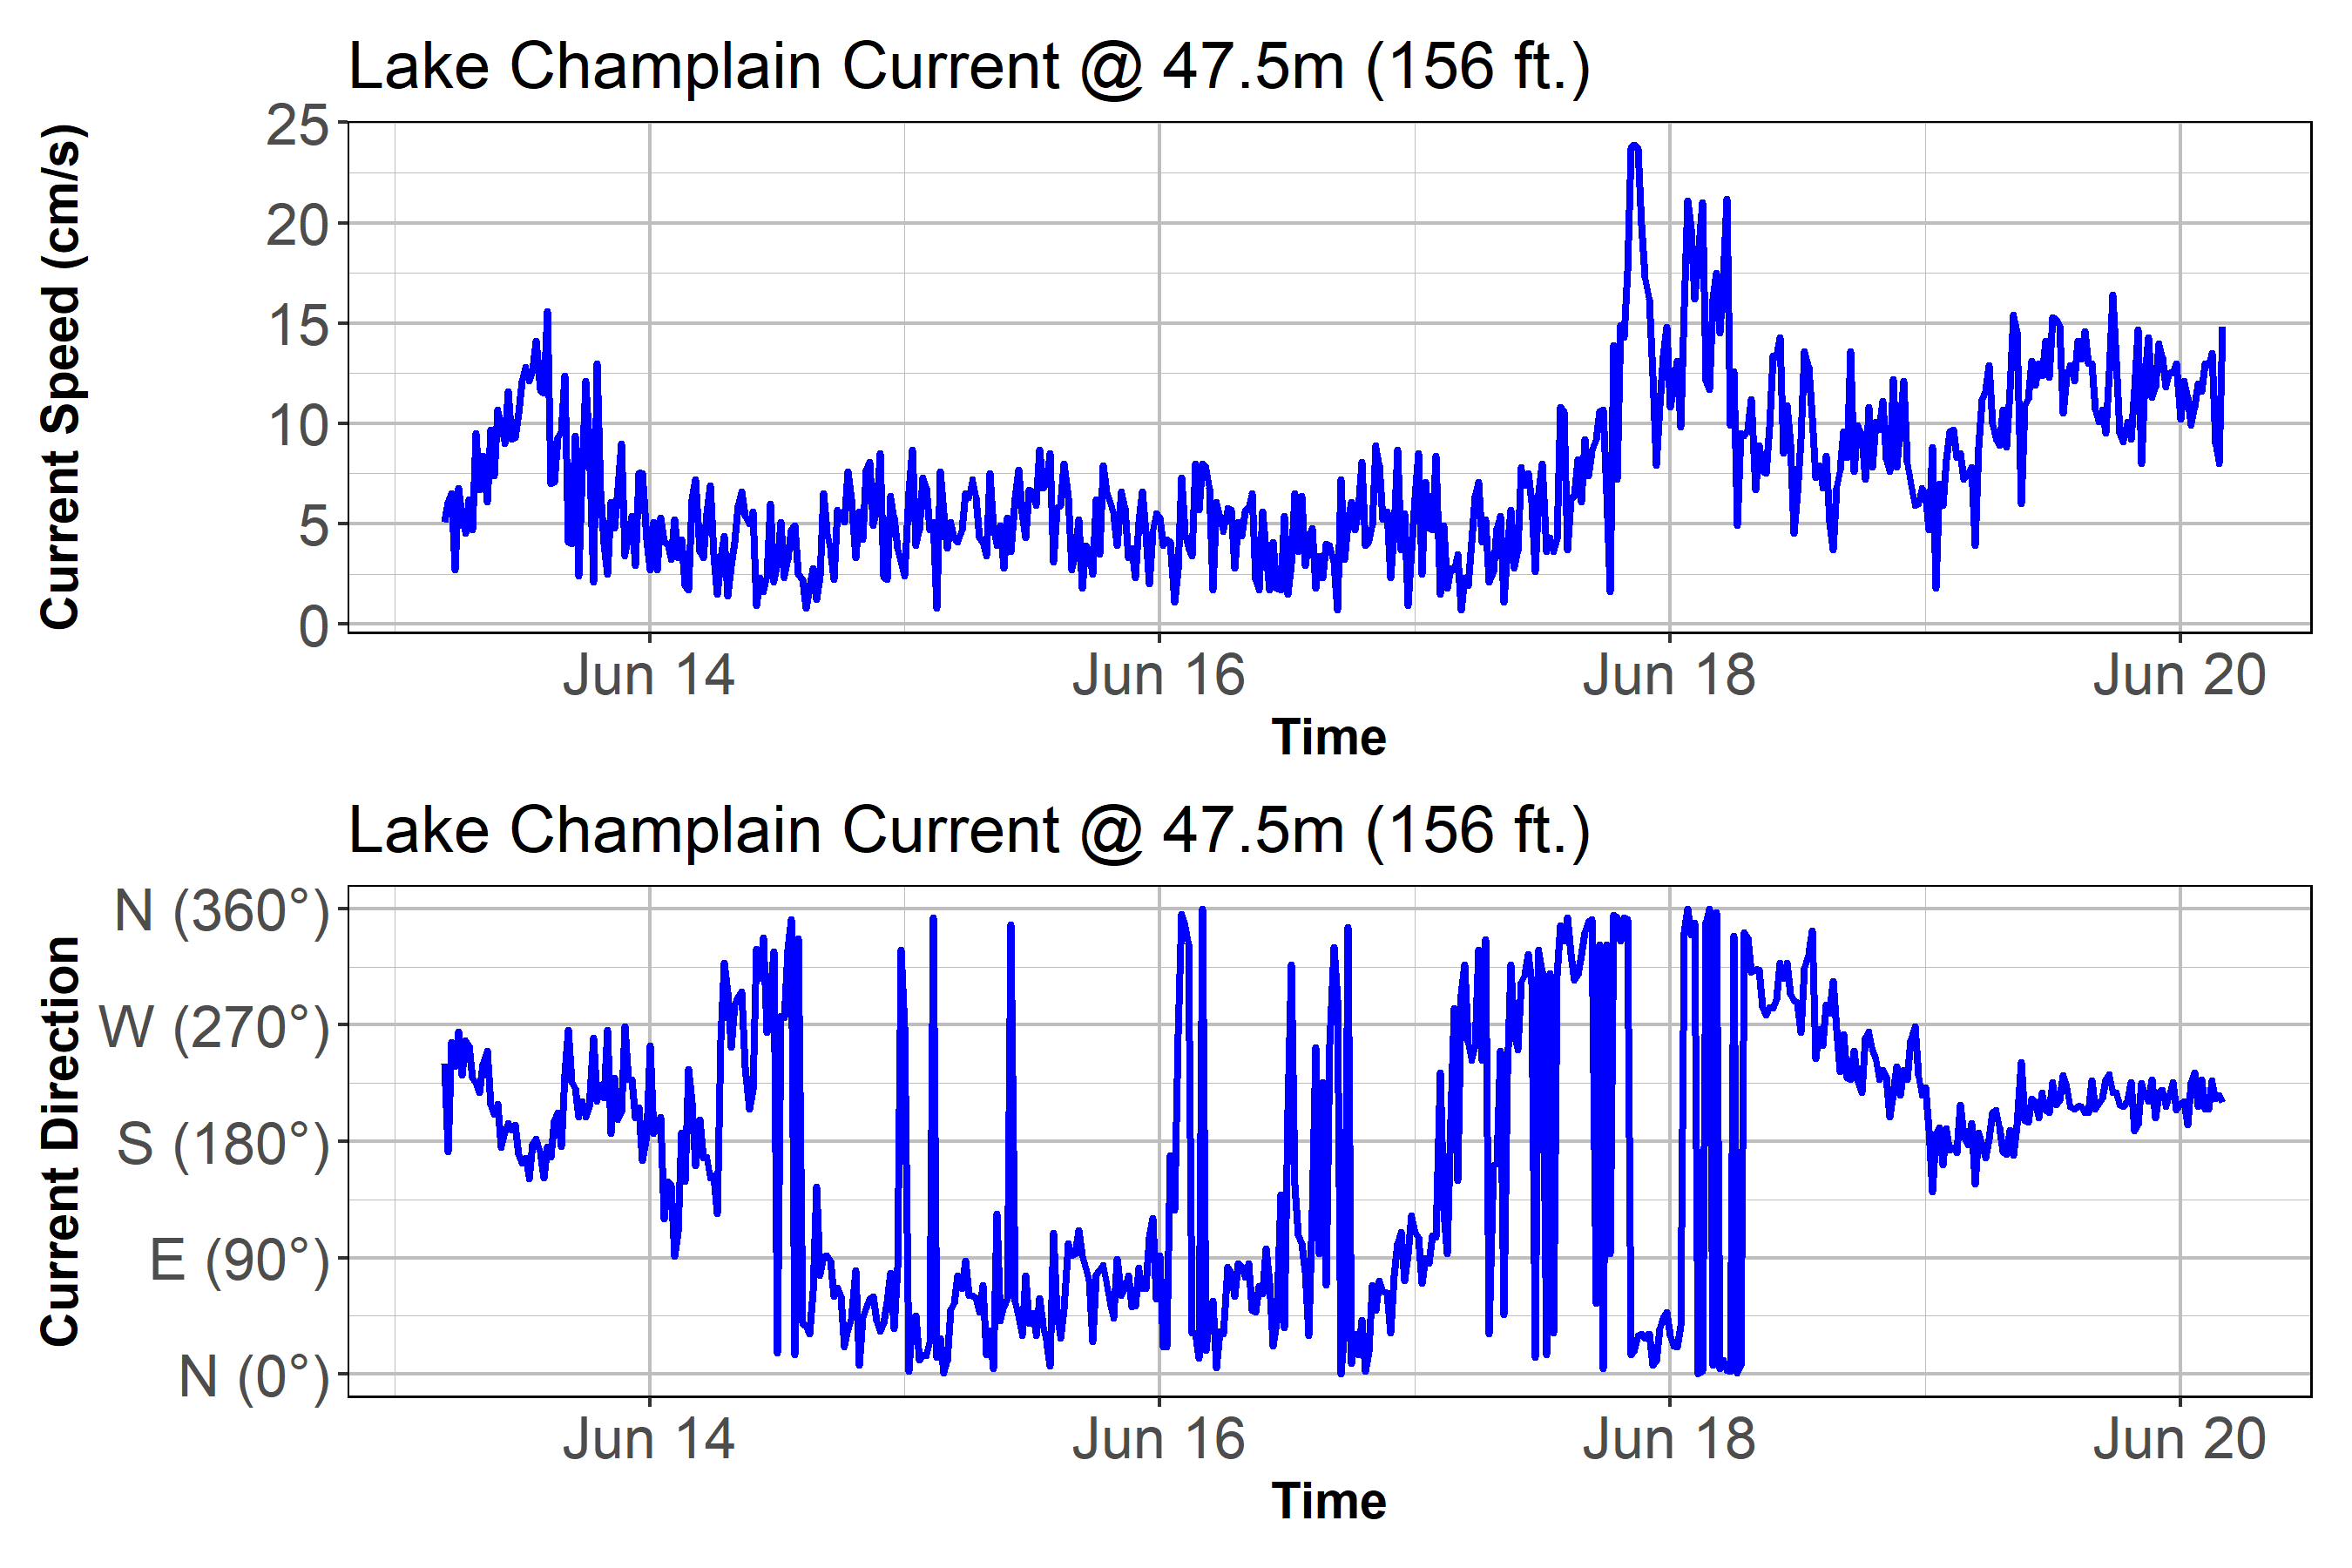 Lake Champlain Current @ 47.5m (156 ft.)
Current Speed (cm/s)
25
20
15
10
5
0
Jun 14 Jun 16 Jun 18 Jun 20
Time
Lake Champlain Current @ 47.5m (156 ft.)
Current Direction
N (360°)
W (270°)
S (180°)
E (90°)
N (0°)
Jun 14 Jun 16 Jun 18 Jun 20
Time